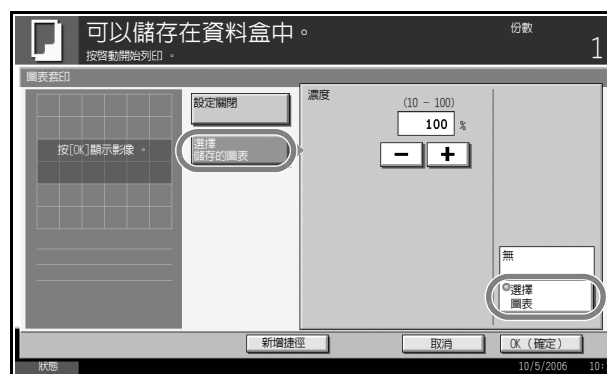 可以儲存在資料盒中。
份數
按啓動開始列印 。
1
圖表套印
設定關閉
濃度
(10 - 100)
100 %
按[OK]顯示影像 。
選擇
儲存的圖表
無
選擇
圖表
新增捷徑
取消
OK (確定)
狀態
10/5/2006 10: